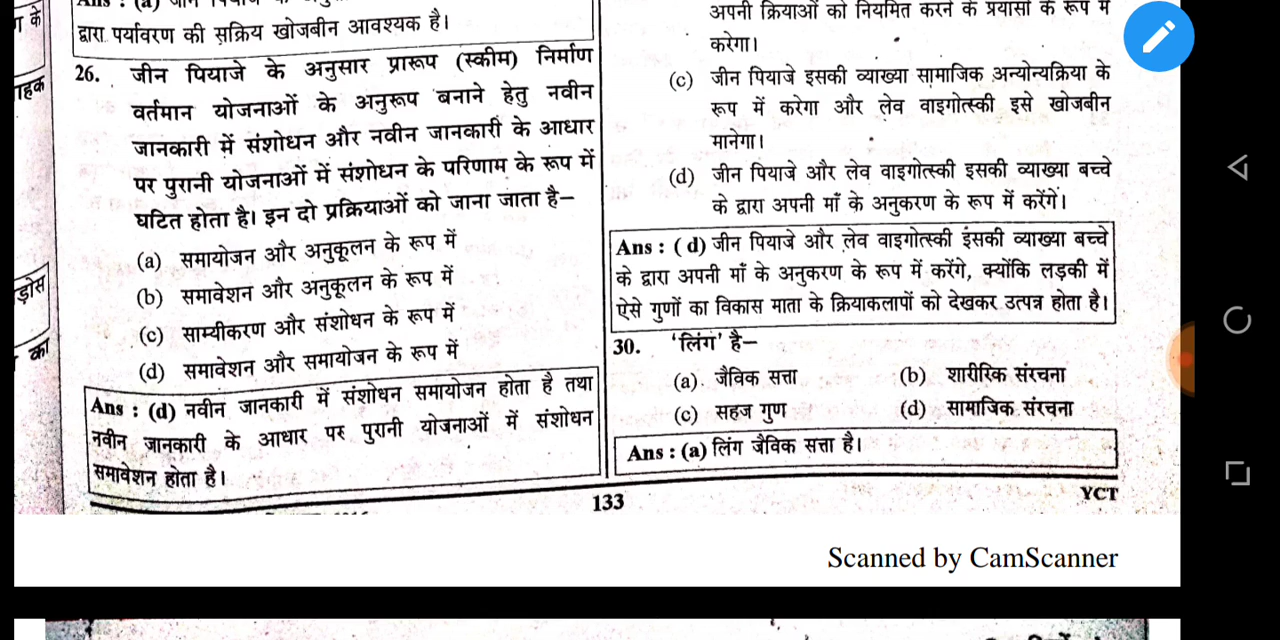 द्वारा पर्यावरण की सक्रिय खोजबीन आवश्यक है।
26. जीन पियाजे के अनुसार प्रारूप (स्कीम) निर्माण
वर्तमान योजनाओं के अनुरूप बनाने हेतु नवीन
जानकारी में संशोधन और नवीन जानकारी के आधार
पर पुरानी योजनाओं में संशोधन के परिणाम के रूप में
घटित होता है। इन दो प्रक्रियाओं को जाना जाता है–
(a) समायोजन और अनुकूलन के रूप में
(b) समावेशन और अनुकूलन के रूप में
(c) साम्यीकरण और संशोधन के रूप में
(d) समावेशन और समायोजन के रूप में
Ans : (d) नवीन जानकारी में संशोधन समायोजन होता है तथा
नवीन जानकारी के आधार पर पुरानी योजनाओं में संशोधन
समावेशन होता है।
अपनी क्रियाओं को नियमित करने के प्रयासों के रूप में
करेगा।
(c) जीन पियाजे इसकी व्याख्या सामाजिक अन्योन्यक्रिया के
रूप में करेगा और लेव वाइगोत्स्की इसे खोजबीन
मानेगा।
(d) जीन पियाजे और लेव वाइगोत्स्की इसकी व्याख्या बच्चे
के द्वारा अपनी माँ के अनुकरण के रूप में करेंगे।
Ans : (d) जीन पियाजे और लेव वाइगोत्स्की इसकी व्याख्या बच्चे
के द्वारा अपनी माँ के अनुकरण के रूप में करेंगे, क्योंकि लड़की में
ऐसे गुणों का विकास माता के क्रियाकलापों को देखकर उत्पन्न होता है।
30. ‘लिंग’ है–
(a) जैविक सत्ता (b) शारीरिक संरचना
(c) सहज गुण (d) सामाजिक संरचना
Ans : (a) लिंग जैविक सत्ता है।
133
YCT
Scanned by CamScanner